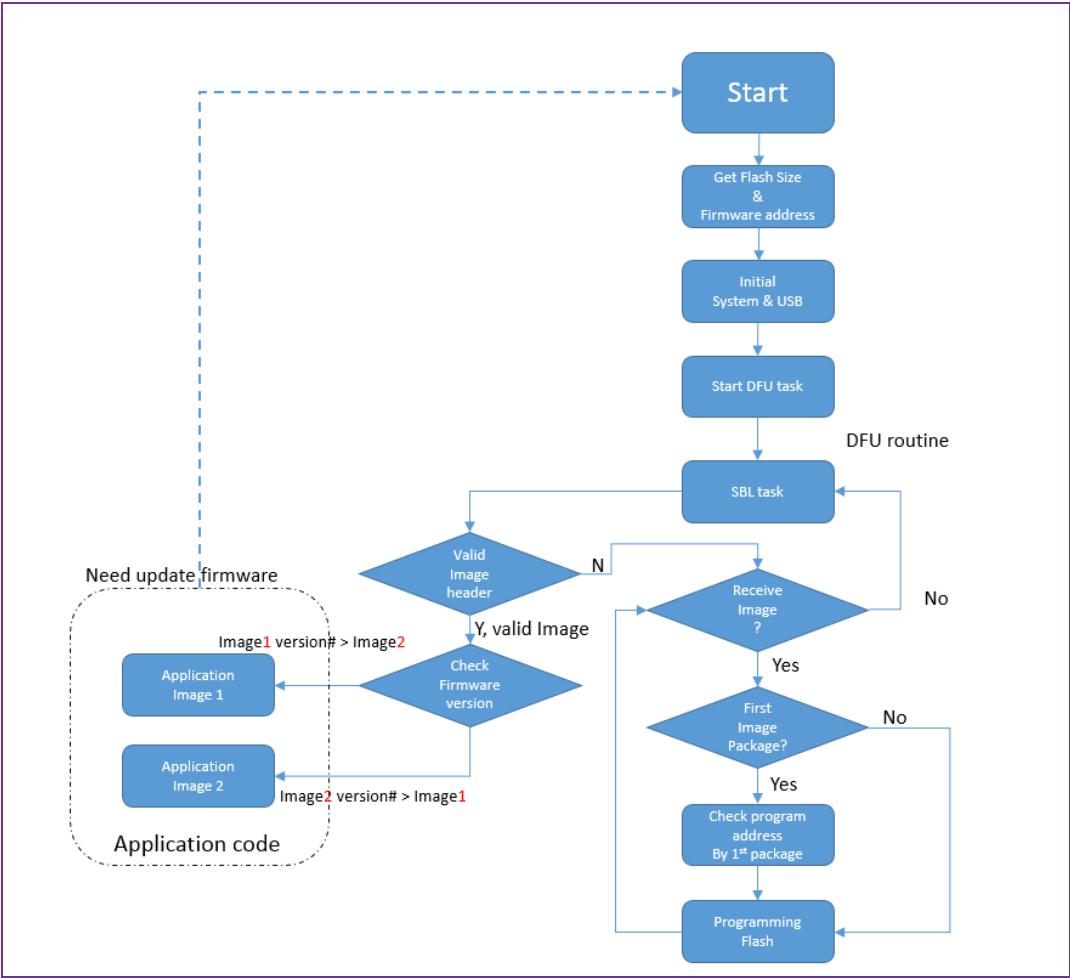 Start
Get Flash Size
&
Firmware address
Initial
System & USB
Start DFU task
DFU routine
SBL task
Valid
Image
header
N
Need update firmware
Receive
Image
?
No
Y, valid Image
Image1 version# > Image2
Check
Firmware
version
Application
Image 1
Yes
First
Image
Package?
No
Application
Image 2
Image2 version# > Image1
Yes
Check program
address
By 1st package
Application code
Programming
Flash